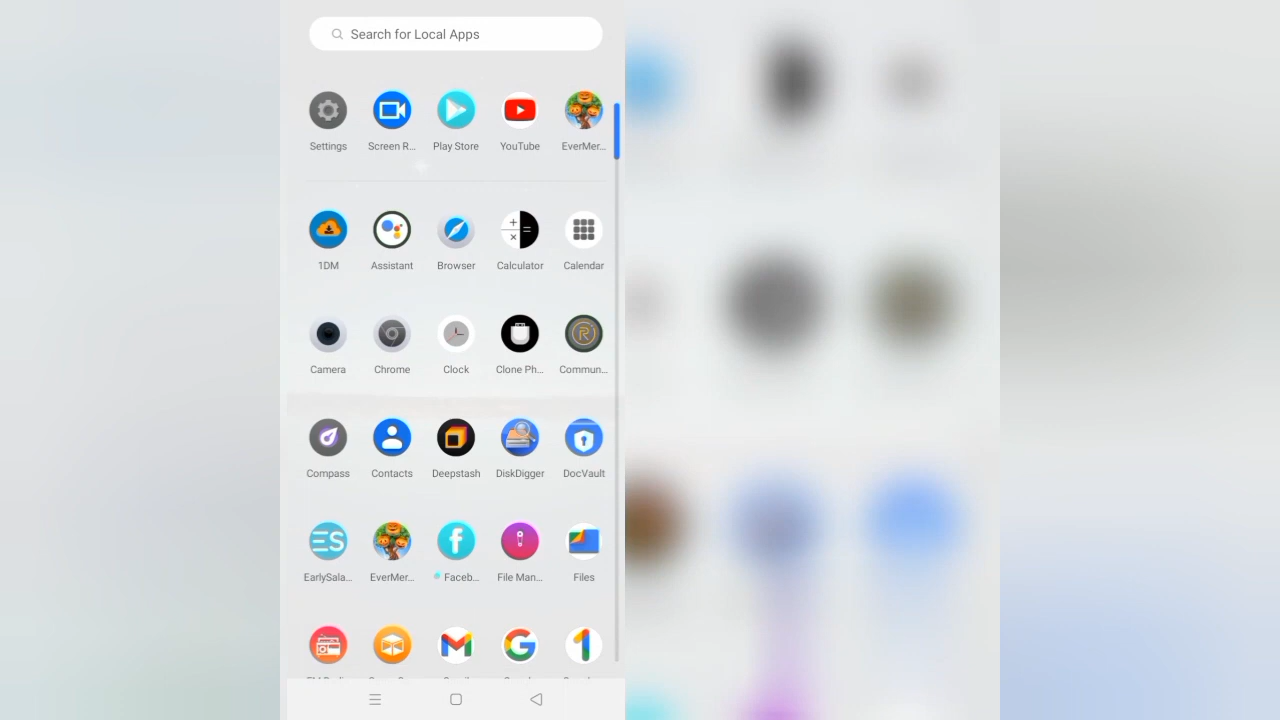 Search for Local Apps
Settings Screen R... Play Store YouTube EverMer...
1DM Assistant Browser Calculator Calendar
Camera Chrome Clock Clone Ph... Commun...
Compass Contacts Deepstash DiskDigger DocVault
EarlySala... EverMer... Faceb... File Man... Files